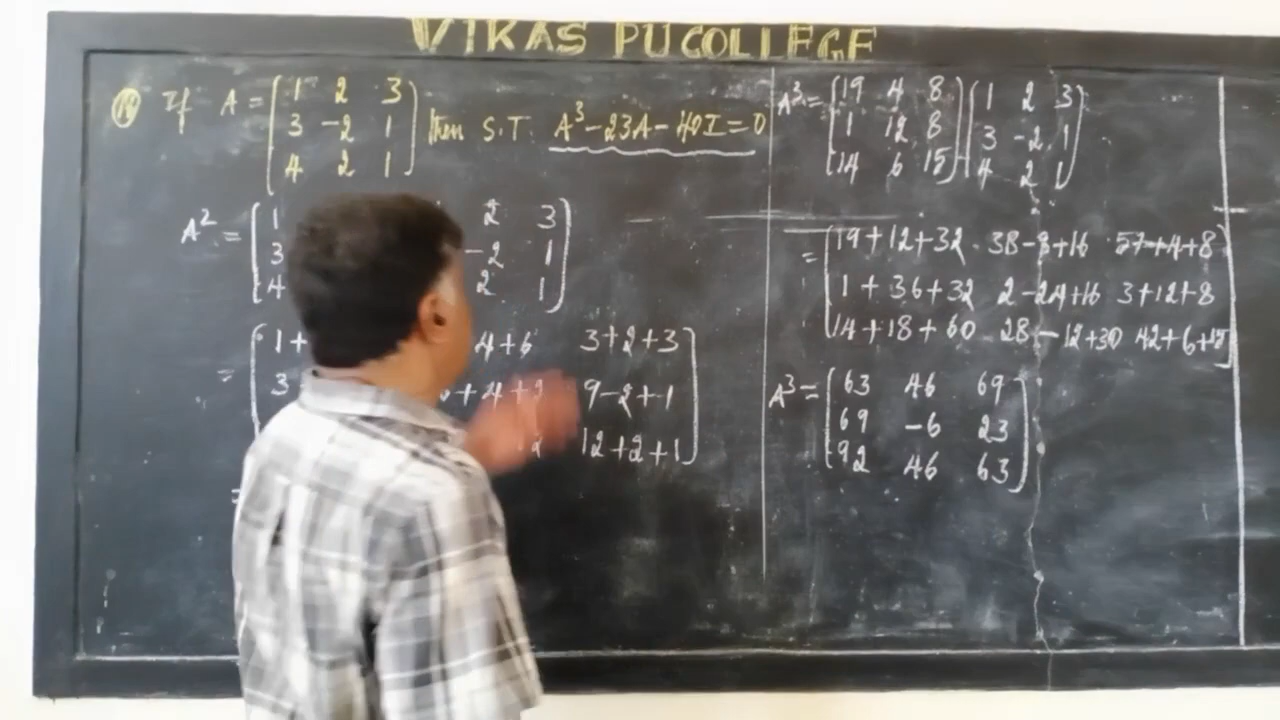 VIKAS PU COLLEGE
If A = [1 2 3
3 -2 1
4 2 1] then S.T. A³-23A-40I=0
A² = [1 2 3
3 -2 1
4 2 1]
= [1+ 4+6 3+2+3
3 +4+2 9-2+1
12+2+1]
=
A³= [19 4 8] [1 2 3]
[1 12 8] [3 -2 1]
[14 6 15] [4 2 1]
= [19+12+32 38-8+16 57+4+8]
1+36+32 2-24+16 3+12+8
14+18+60 28-12+30 42+6+15
A³= [63 46 69]
69 -6 23
92 46 63